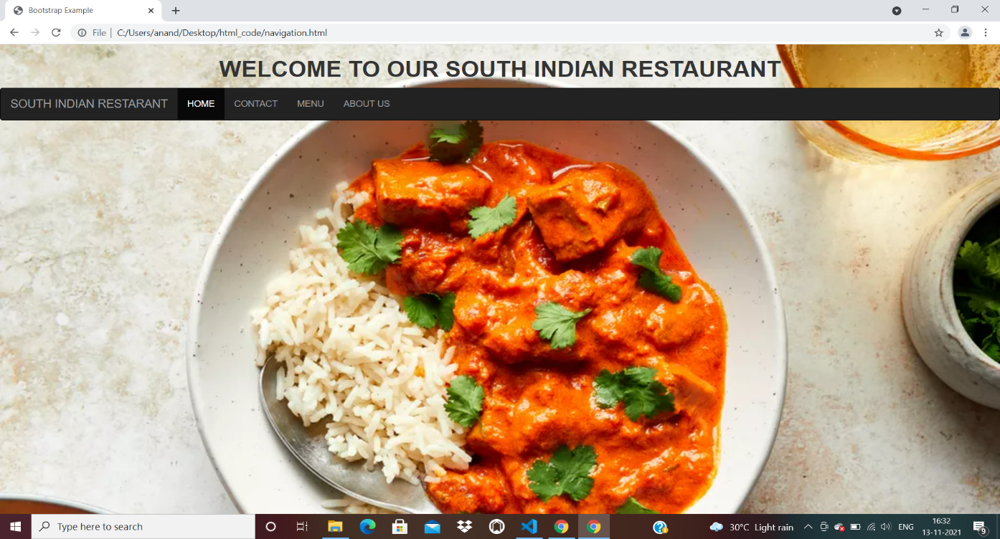 Bootstrap Example
File | C:/Users/anand/Desktop/html_code/navigation.html
WELCOME TO OUR SOUTH INDIAN RESTAURANT
SOUTH INDIAN RESTARANT HOME CONTACT MENU ABOUT US
Type here to search
30°C Light rain
ENG
16:32
13-11-2021
9